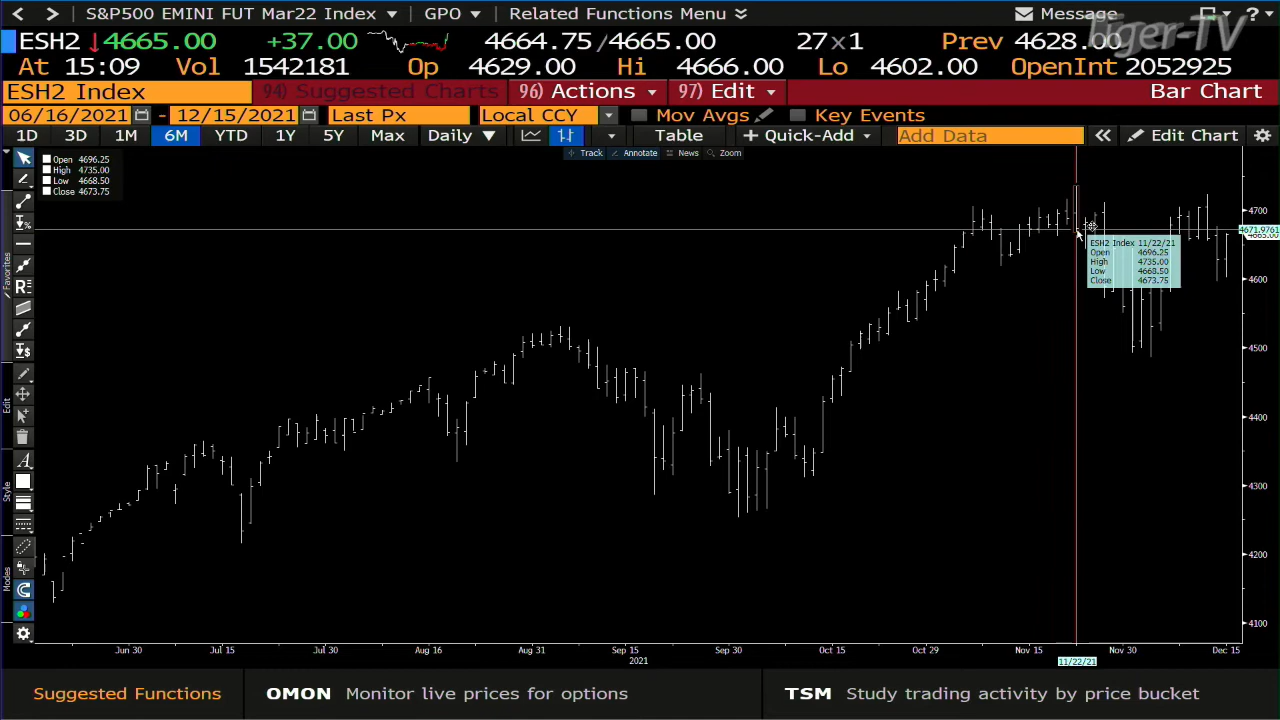 S&P500 EMINI FUT Mar22 Index GPO Related Functions Menu Message ?
ESH2 4665.00 +37.00 4664.75/4665.00 27x1 Prev 4628.00
At 15:09 Vol 1542181 Op 4629.00 Hi 4666.00 Lo 4602.00 OpenInt 2052925
ESH2 Index 94) Suggested Charts 96) Actions 97) Edit Bar Chart
06/16/2021 - 12/15/2021 Last Px Local CCY Mov Avgs Key Events
1D 3D 1M 6M YTD 1Y 5Y Max Daily Table + Quick-Add Add Data Edit Chart
Track Annotate News Zoom
Open 4696.25
High 4735.00
Low 4668.50
Close 4673.75
4700
4671.9761
ESH2 Index 11/22/21
Open 4696.25
High 4735.00
Low 4668.50
Close 4673.75
4600
4500
4400
4300
4200
4100
Favorites
Edit
Style
Modes
Jun 30 Jul 15 Jul 30 Aug 16 Aug 31 Sep 15 Sep 30 Oct 15 Oct 29 Nov 15 Nov 30 Dec 15
2021 11/22/21
Suggested Functions OMON Monitor live prices for options TSM Study trading activity by price bucket